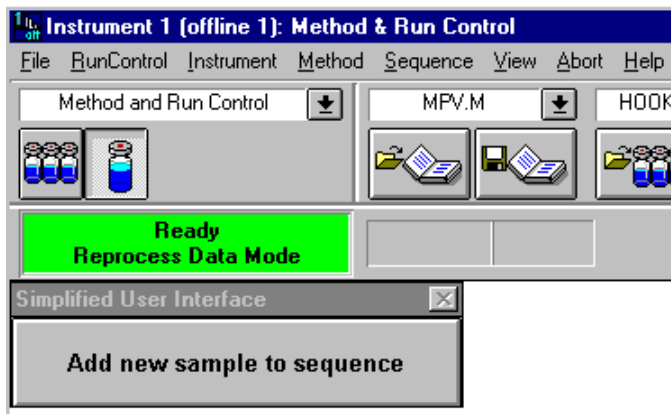 Instrument 1 (offline 1): Method & Run Control
File RunControl Instrument Method Sequence View Abort Help
Method and Run Control MPV.M HOOK
Ready
Reprocess Data Mode
Simplified User Interface
Add new sample to sequence